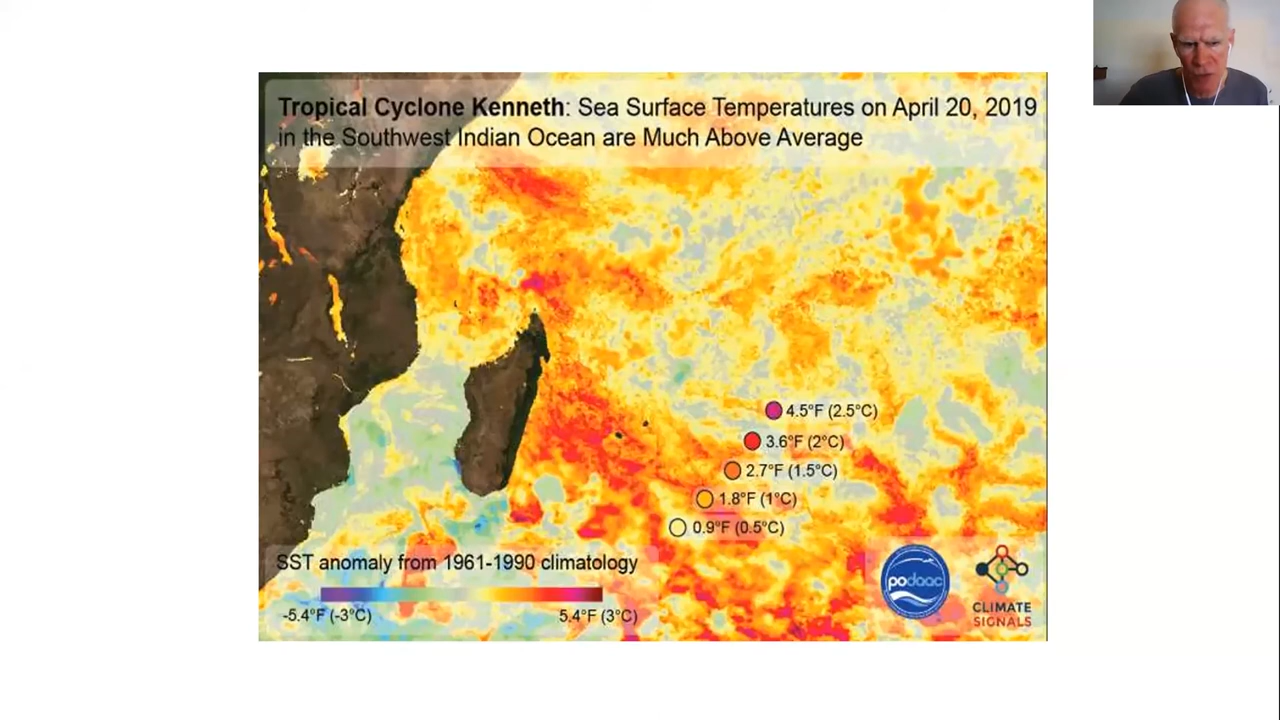 Tropical Cyclone Kenneth: Sea Surface Temperatures on April 20, 2019
in the Southwest Indian Ocean are Much Above Average
4.5°F (2.5°C)
3.6°F (2°C)
2.7°F (1.5°C)
1.8°F (1°C)
0.9°F (0.5°C)
SST anomaly from 1961-1990 climatology
-5.4°F (-3°C)
5.4°F (3°C)
podaac
CLIMATE
SIGNALS